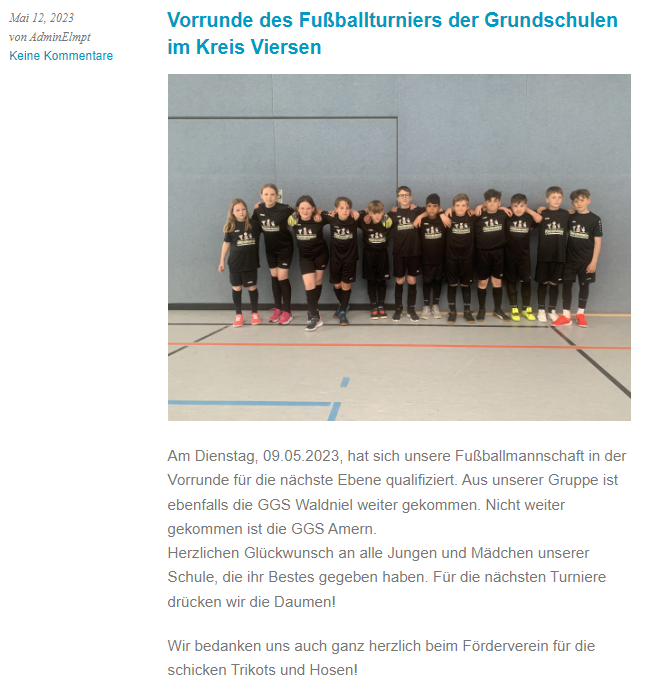 Mai 12, 2023
von AdminElmpt
Keine Kommentare
Vorrunde des Fußballturniers der Grundschulen
im Kreis Viersen
Am Dienstag, 09.05.2023, hat sich unsere Fußballmannschaft in der
Vorrunde für die nächste Ebene qualifiziert. Aus unserer Gruppe ist
ebenfalls die GGS Waldniel weiter gekommen. Nicht weiter
gekommen ist die GGS Amern.
Herzlichen Glückwunsch an alle Jungen und Mädchen unserer
Schule, die ihr Bestes gegeben haben. Für die nächsten Turniere
drücken wir die Daumen!
Wir bedanken uns auch ganz herzlich beim Förderverein für die
schicken Trikots und Hosen!